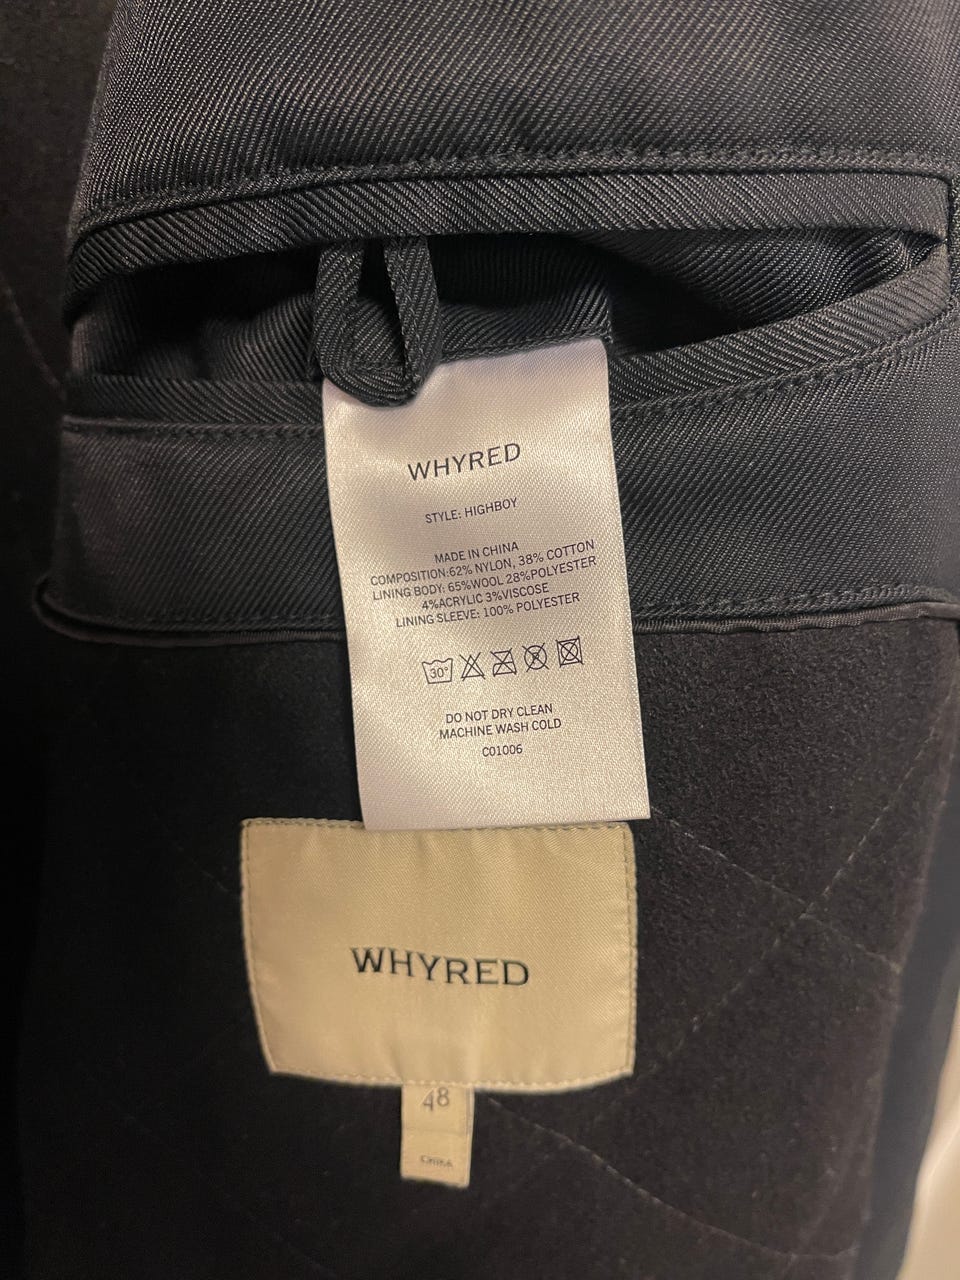 WHYRED
STYLE: HIGHBOY
MADE IN CHINA
COMPOSITION:62% NYLON, 38% COTTON
LINING BODY: 65%WOOL 28%POLYESTER
4%ACRYLIC 3%VISCOSE
LINING SLEEVE: 100% POLYESTER
30°
DO NOT DRY CLEAN
MACHINE WASH COLD
C01006
WHYRED
48
CHINA